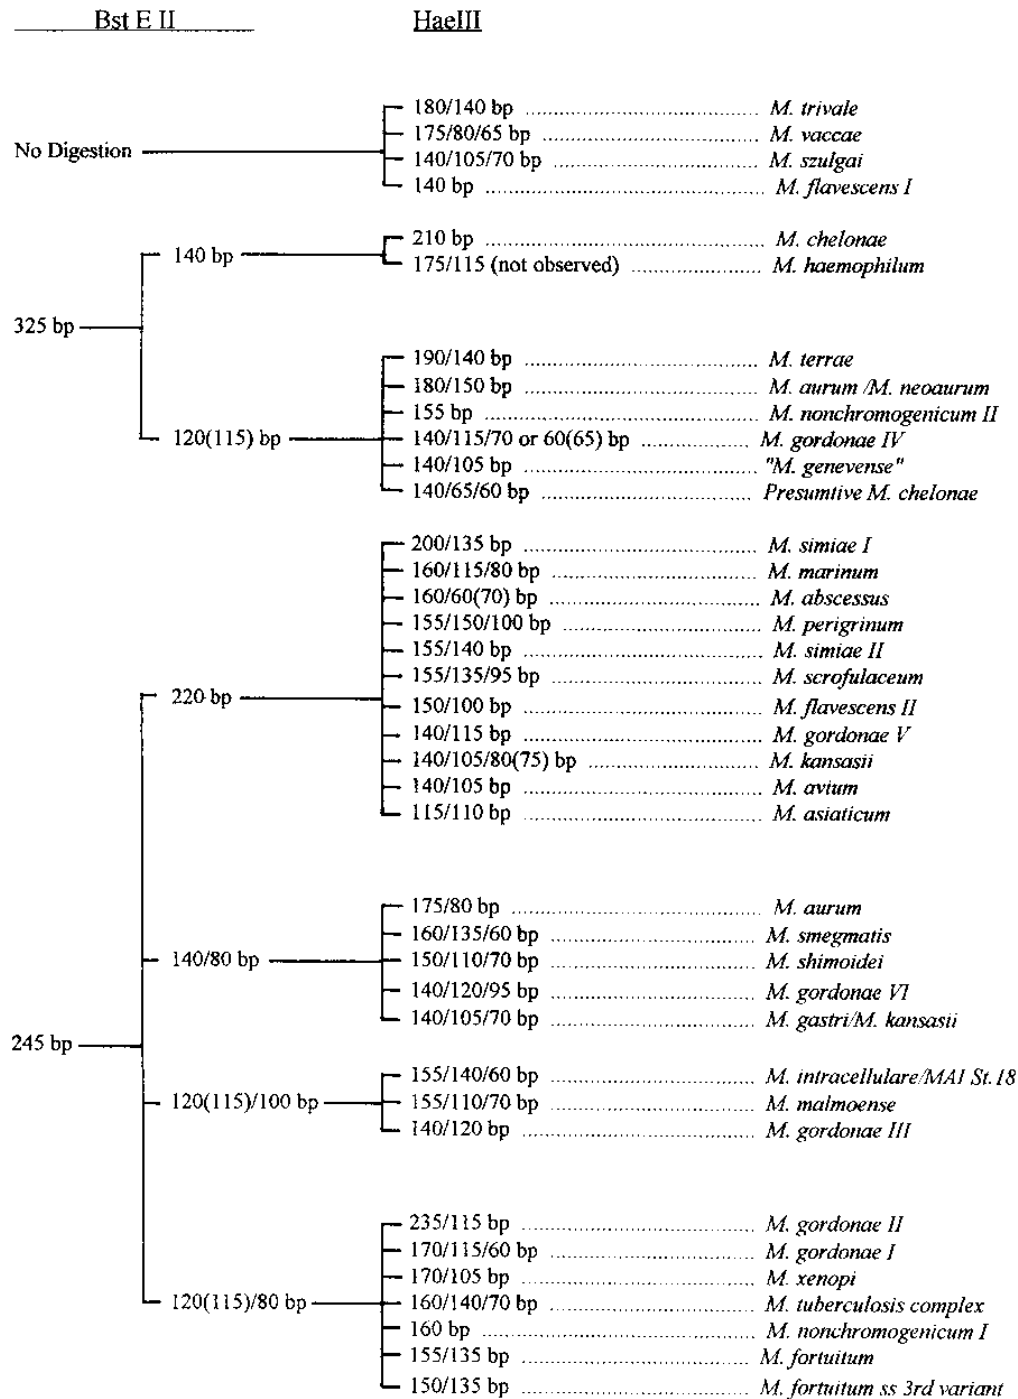 Bst E II HaeIII
180/140 bp M. trivale
175/80/65 bp M. vaccae
No Digestion 140/105/70 bp M. szulgai
140 bp M. flavescens I
210 bp M. chelonae
140 bp 175/115 (not observed) M. haemophilum
325 bp
190/140 bp M. terrae
180/150 bp M. aurum /M. neoaurum
155 bp M. nonchromogenicum II
120(115) bp 140/115/70 or 60(65) bp M. gordonae IV
140/105 bp "M. genevense"
140/65/60 bp Presumtive M. chelonae
200/135 bp M. simiae I
160/115/80 bp M. marinum
160/60(70) bp M. abscessus
155/150/100 bp M. perigrinum
155/140 bp M. simiae II
155/135/95 bp M. scrofulaceum
220 bp 150/100 bp M. flavescens II
140/115 bp M. gordonae V
140/105/80(75) bp M. kansasii
140/105 bp M. avium
115/110 bp M. asiaticum
175/80 bp M. aurum
160/135/60 bp M. smegmatis
140/80 bp 150/110/70 bp M. shimoidei
140/120/95 bp M. gordonae VI
140/105/70 bp M. gastri/M. kansasii
245 bp
155/140/60 bp M. intracellulare/MAI St.18
120(115)/100 bp 155/110/70 bp M. malmoense
140/120 bp M. gordonae III
235/115 bp M. gordonae II
170/115/60 bp M. gordonae I
170/105 bp M. xenopi
120(115)/80 bp 160/140/70 bp M. tuberculosis complex
160 bp M. nonchromogenicum I
155/135 bp M. fortuitum
150/135 bp M. fortuitum ss 3rd variant